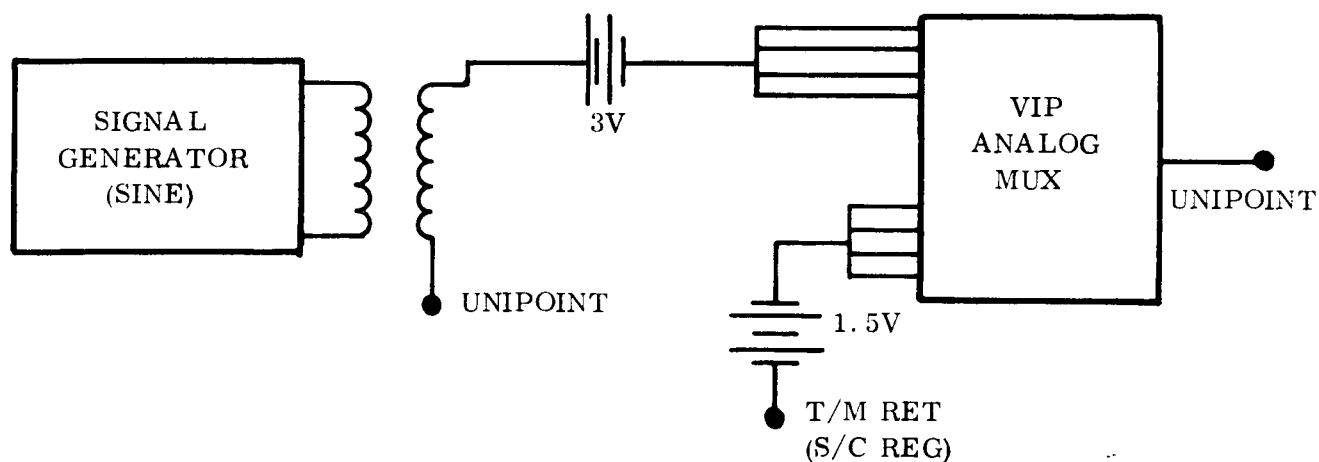 SIGNAL
GENERATOR
(SINE)
UNIPOINT
3V
VIP
ANALOG
MUX
UNIPOINT
1.5V
T/M RET
(S/C REG)